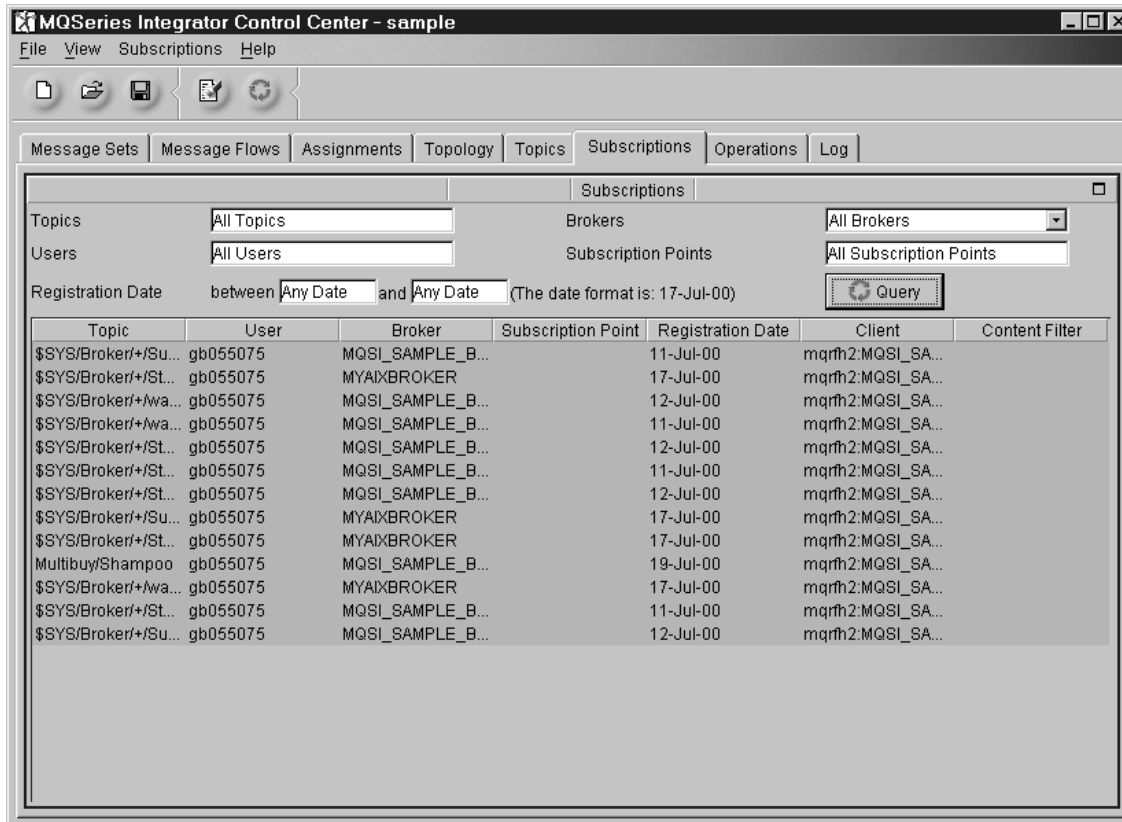 MQSeries Integrator Control Center - sample
File View Subscriptions Help
Message Sets Message Flows Assignments Topology Topics Subscriptions Operations Log
Subscriptions
Topics All Topics Brokers All Brokers
Users All Users Subscription Points All Subscription Points
Registration Date between Any Date and Any Date (The date format is: 17-Jul-00) Query
Topic User Broker Subscription Point Registration Date Client Content Filter
$SYS/Broker/+/Su... gb055075 MQSI_SAMPLE_B... 11-Jul-00 mqrfh2:MQSI_SA...
$SYS/Broker/+/St... gb055075 MYAIXBROKER 17-Jul-00 mqrfh2:MQSI_SA...
$SYS/Broker/+/wa... gb055075 MQSI_SAMPLE_B... 12-Jul-00 mqrfh2:MQSI_SA...
$SYS/Broker/+/wa... gb055075 MQSI_SAMPLE_B... 11-Jul-00 mqrfh2:MQSI_SA...
$SYS/Broker/+/St... gb055075 MQSI_SAMPLE_B... 12-Jul-00 mqrfh2:MQSI_SA...
$SYS/Broker/+/St... gb055075 MQSI_SAMPLE_B... 11-Jul-00 mqrfh2:MQSI_SA...
$SYS/Broker/+/St... gb055075 MQSI_SAMPLE_B... 12-Jul-00 mqrfh2:MQSI_SA...
$SYS/Broker/+/Su... gb055075 MYAIXBROKER 17-Jul-00 mqrfh2:MQSI_SA...
$SYS/Broker/+/St... gb055075 MYAIXBROKER 17-Jul-00 mqrfh2:MQSI_SA...
Multibuy/Shampoo gb055075 MQSI_SAMPLE_B... 19-Jul-00 mqrfh2:MQSI_SA...
$SYS/Broker/+/wa... gb055075 MYAIXBROKER 17-Jul-00 mqrfh2:MQSI_SA...
$SYS/Broker/+/St... gb055075 MQSI_SAMPLE_B... 11-Jul-00 mqrfh2:MQSI_SA...
$SYS/Broker/+/Su... gb055075 MQSI_SAMPLE_B... 12-Jul-00 mqrfh2:MQSI_SA...